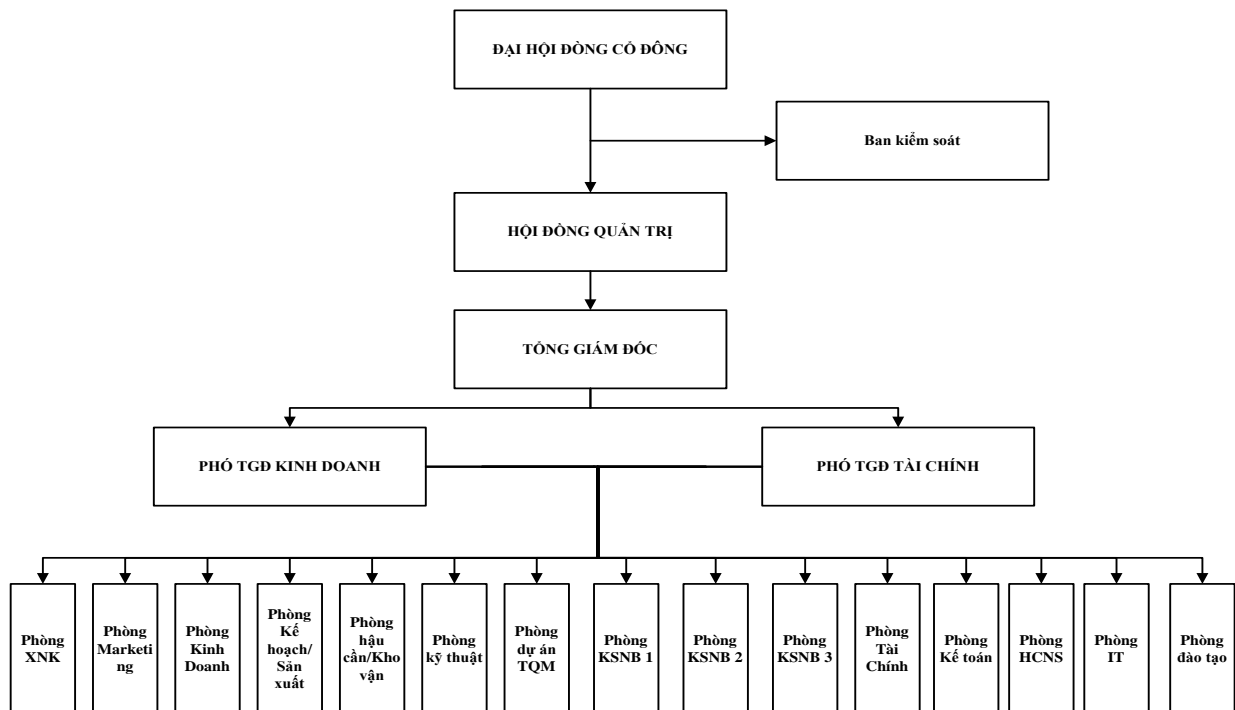 ĐẠI HỘI ĐỒNG CỔ ĐÔNG
Ban kiểm soát
HỘI ĐỒNG QUẢN TRỊ
TỔNG GIÁM ĐỐC
PHÓ TGĐ KINH DOANH
PHÓ TGĐ TÀI CHÍNH
Phòng
XNK
Phòng
Marketi
ng
Phòng
Kinh
Doanh
Phòng
Kế
hoạch/
Sản
xuất
Phòng
hậu
cần/Kho
vận
Phòng
kỹ thuật
Phòng
dự án
TQM
Phòng
KSNB 1
Phòng
KSNB 2
Phòng
KSNB 3
Phòng
Tài
Chính
Phòng
Kế toán
Phòng
HCNS
Phòng
IT
Phòng
đào tạo